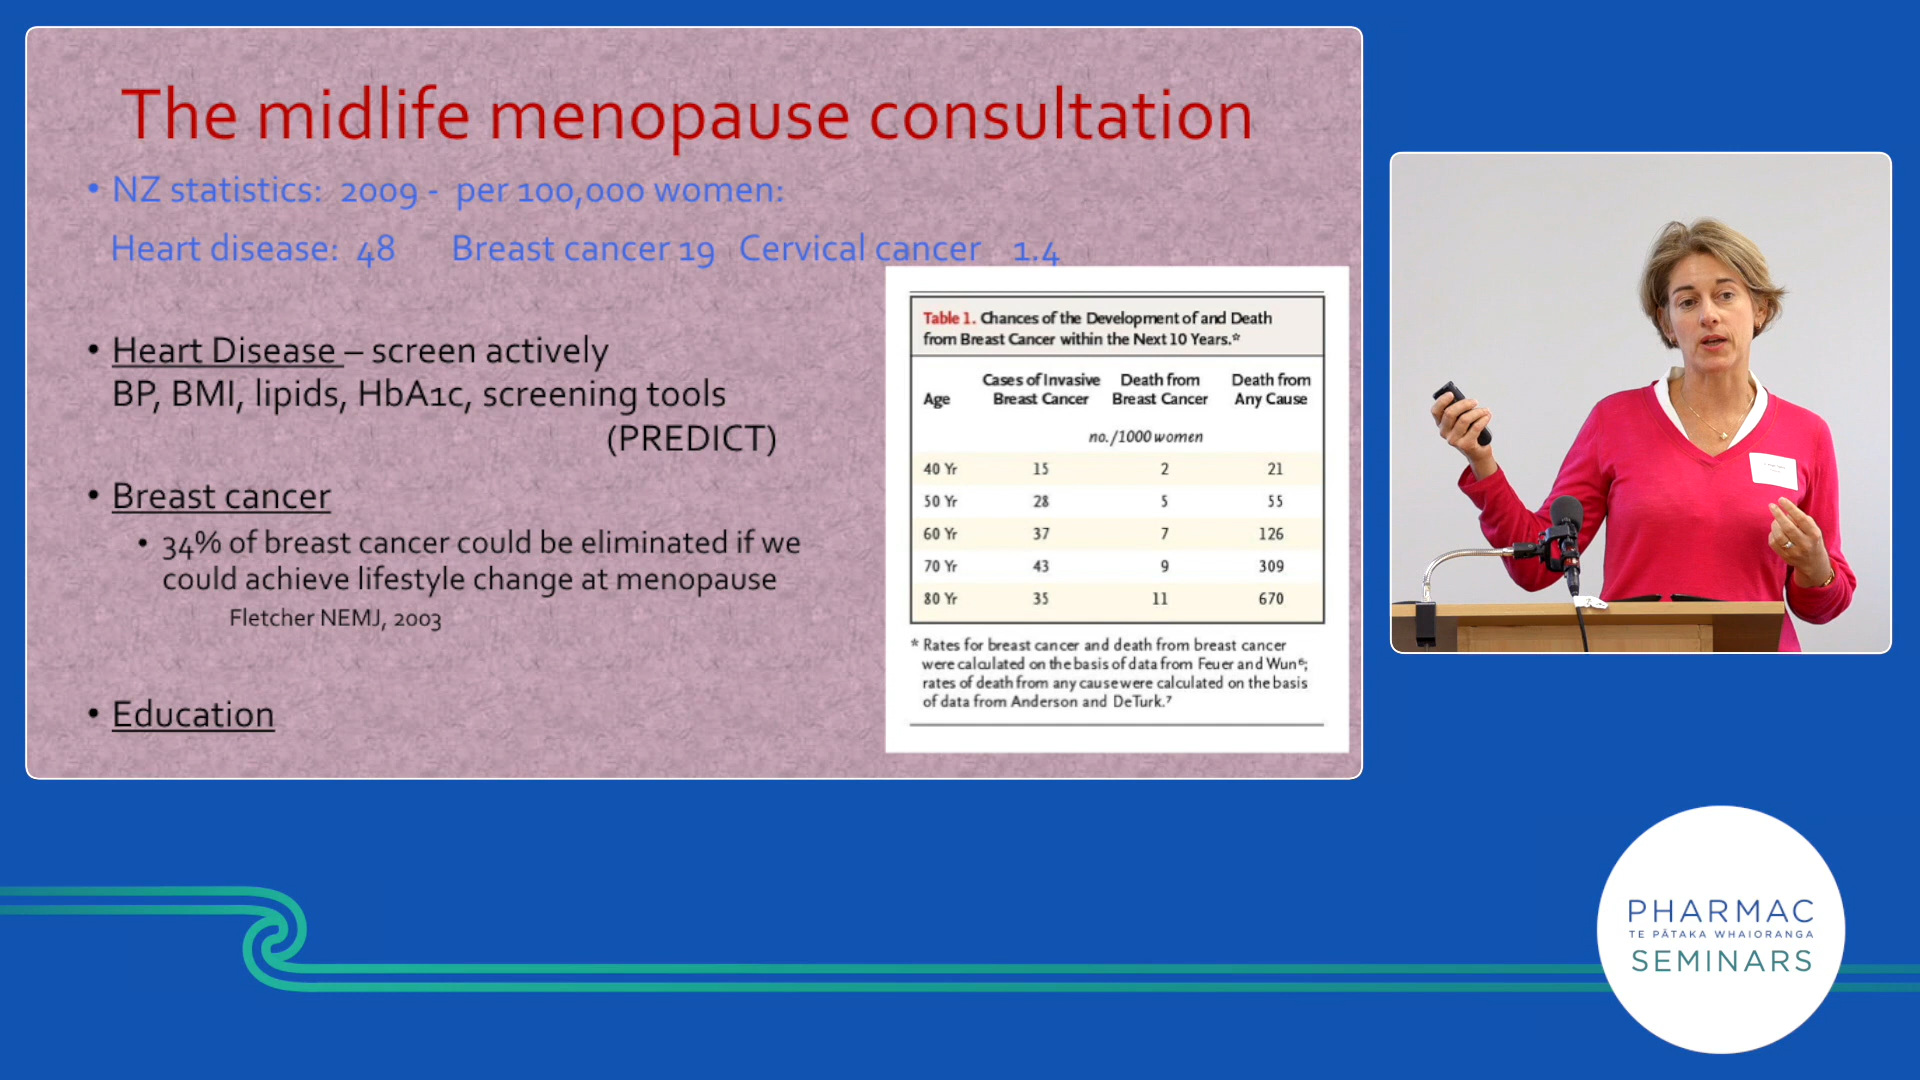 The midlife menopause consultation
• NZ statistics: 2009 - per 100,000 women:
Heart disease: 48 Breast cancer 19 Cervical cancer 1.4
• Heart Disease – screen actively
BP, BMI, lipids, HbA1c, screening tools
(PREDICT)
• Breast cancer
• 34% of breast cancer could be eliminated if we
could achieve lifestyle change at menopause
Fletcher NEMJ, 2003
• Education
Table 1. Chances of the Development of and Death
from Breast Cancer within the Next 10 Years.*
Age Cases of Invasive Breast Cancer Death from Breast Cancer Death from Any Cause
no./1000 women
40 Yr 15 2 21
50 Yr 28 5 55
60 Yr 37 7 126
70 Yr 43 9 309
80 Yr 35 11 670
* Rates for breast cancer and death from breast cancer
were calculated on the basis of data from Feuer and Wun⁶;
rates of death from any cause were calculated on the basis
of data from Anderson and DeTurk.⁷
PHARMAC
TE PĀTAKA WHAIORANGA
SEMINARS